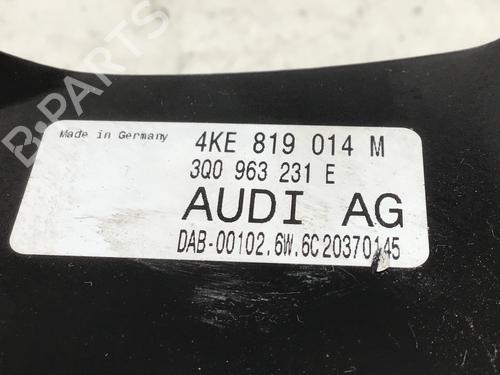 B-PARTS
Made in Germany
4KE 819 014 M
3Q0 963 231 E
AUDI AG
DAB-00102.6W.6C20370145